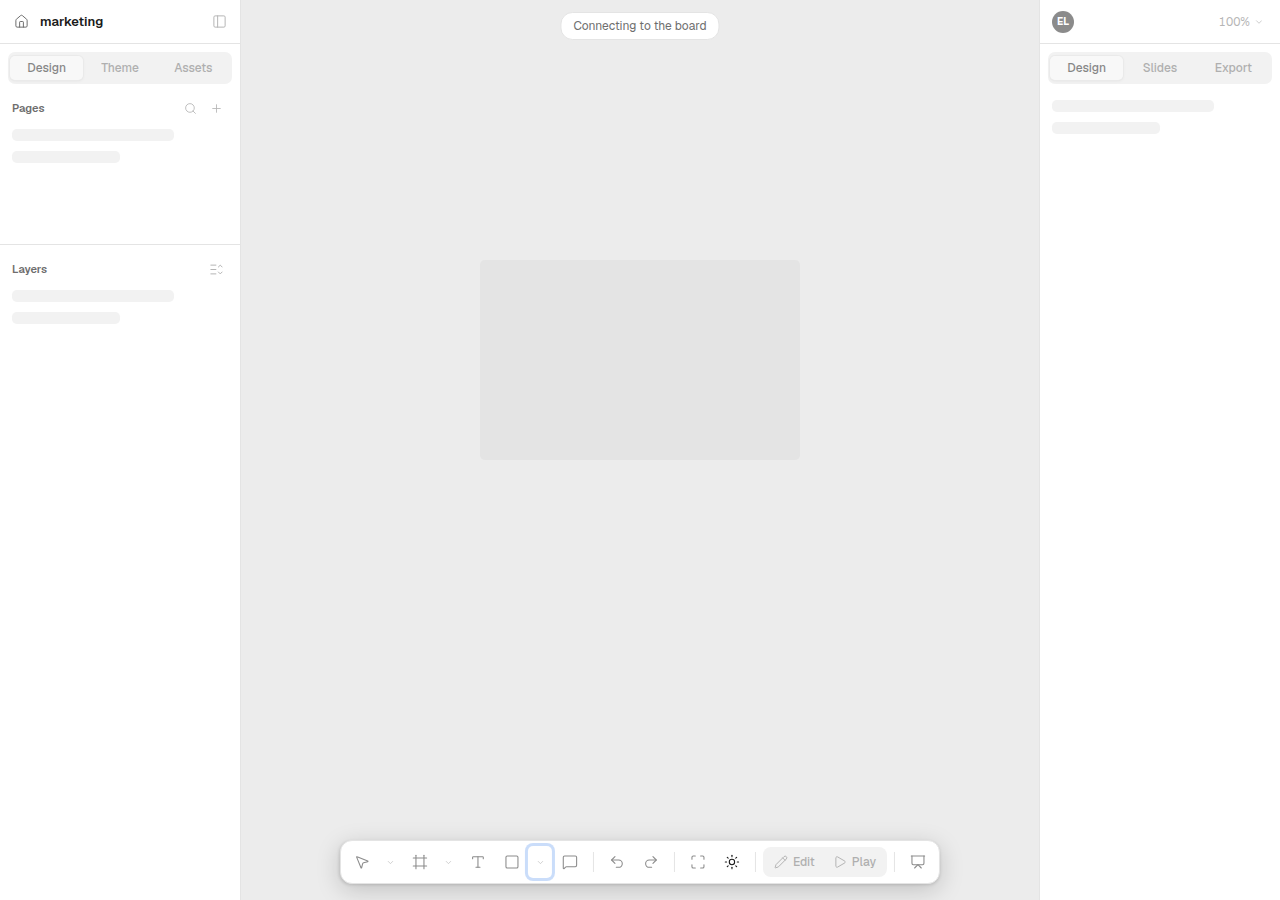 marketing
Connecting to the board
EL
100%
Design Theme Assets
Design Slides Export
Pages
Layers
Edit Play